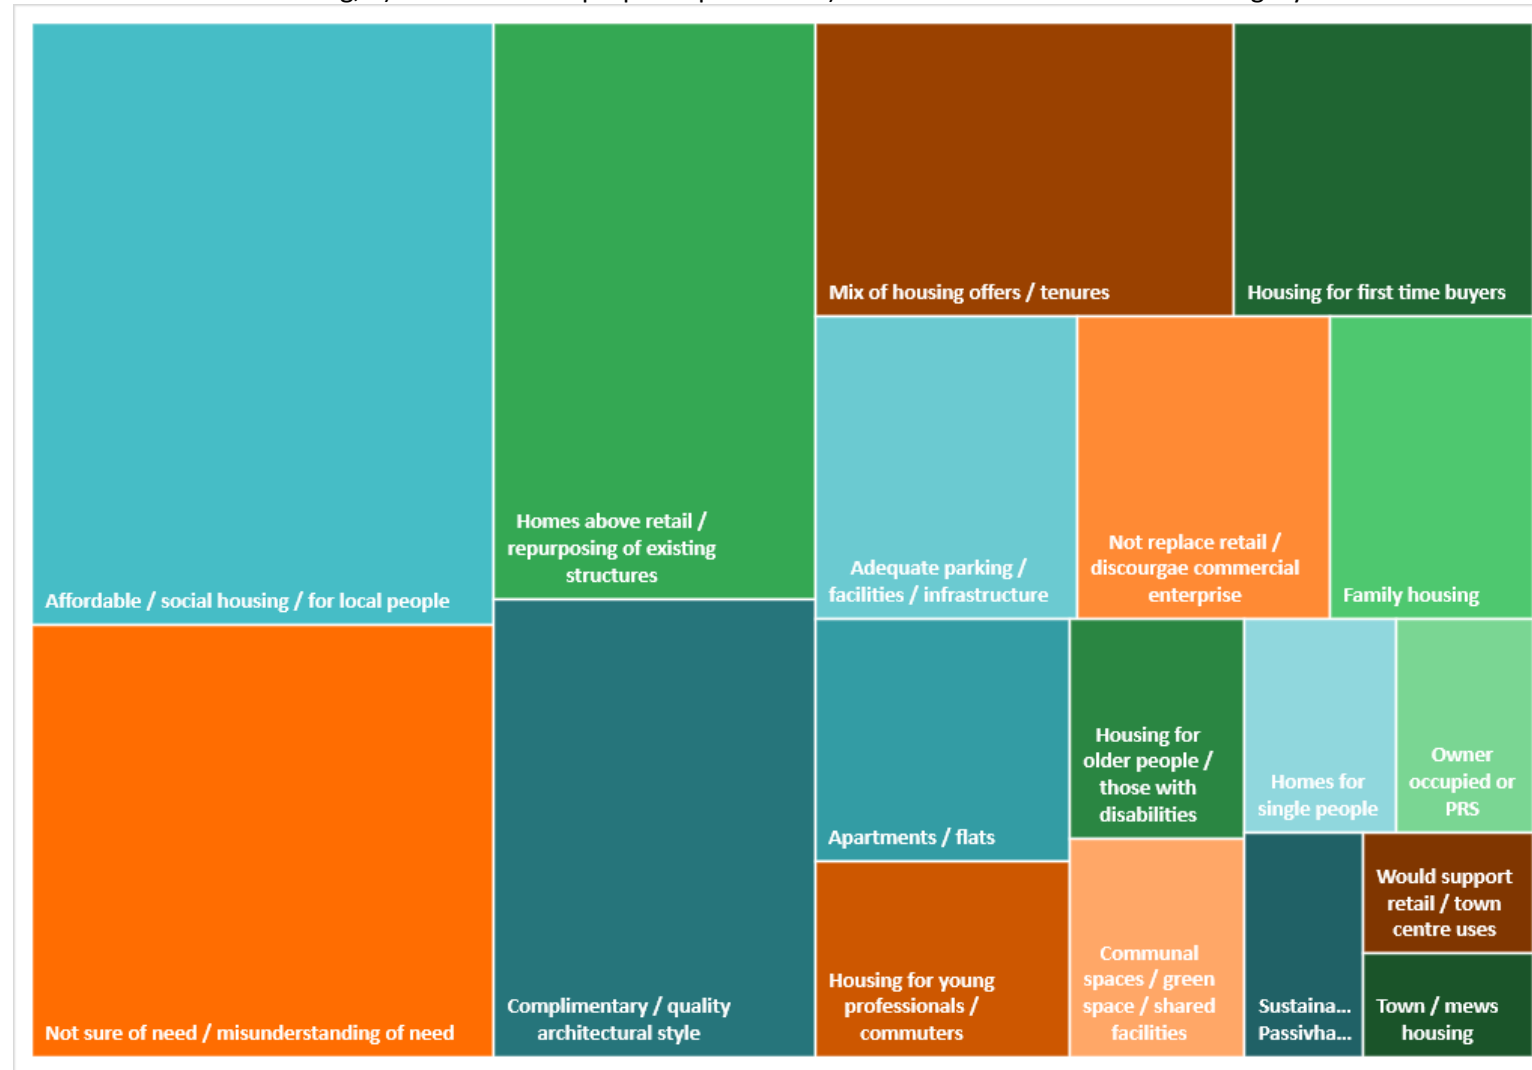 Affordable / social housing / for local people
Not sure of need / misunderstanding of need
Homes above retail /
repurposing of existing
structures
Complimentary / quality
architectural style
Mix of housing offers / tenures
Housing for first time buyers
Adequate parking /
facilities / infrastructure
Not replace retail /
discourgae commercial
enterprise
Family housing
Apartments / flats
Housing for young
professionals /
commuters
Housing for
older people /
those with
disabilities
Communal
spaces / green
space / shared
facilities
Homes for
single people
Owner
occupied or
PRS
Sustaina...
Passivha...
Would support
retail / town
centre uses
Town / mews
housing